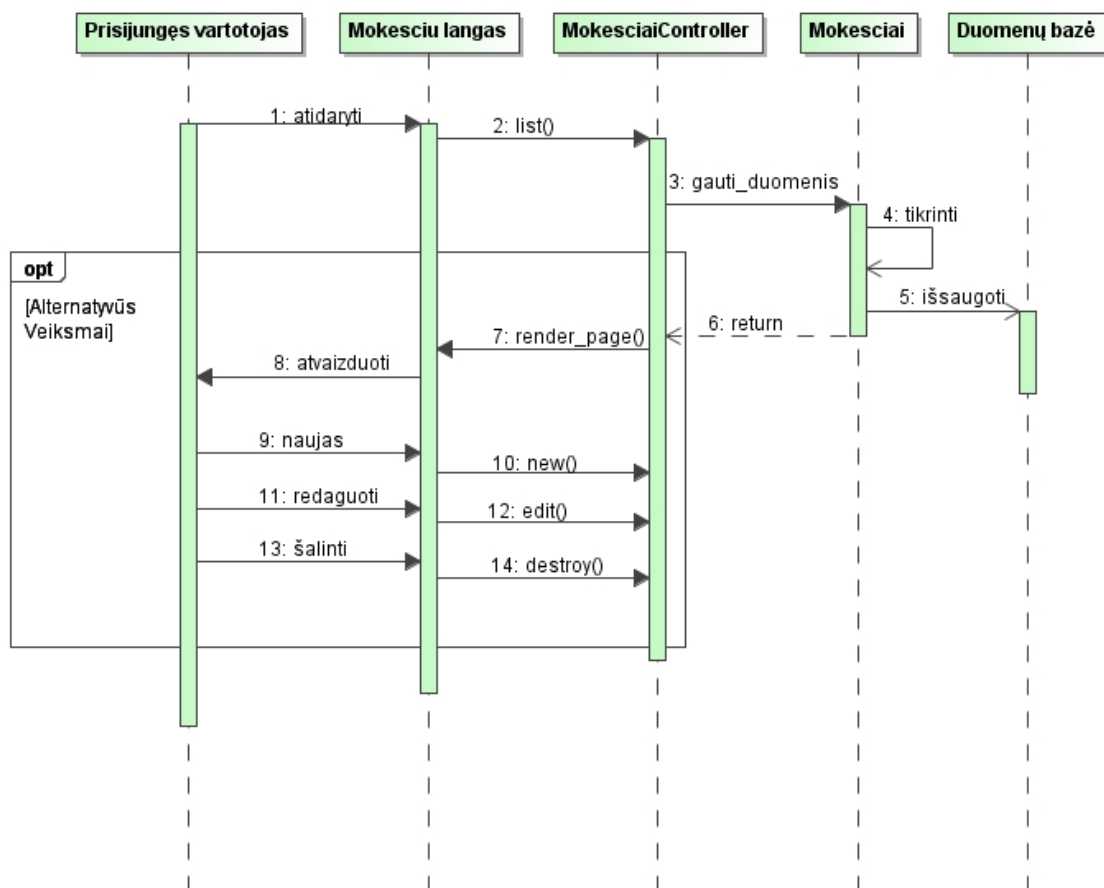 Prisijungęs vartotojas
Mokesciu langas
MokesciaiController
Mokesciai
Duomenų bazė
1: atidaryti
2: list()
3: gauti_duomenis
4: tikrinti
opt
[Alternatyvūs
Veiksmai]
5: išsaugoti
6: return
7: render_page()
8: atvaizduoti
9: naujas
10: new()
11: redaguoti
12: edit()
13: šalinti
14: destroy()